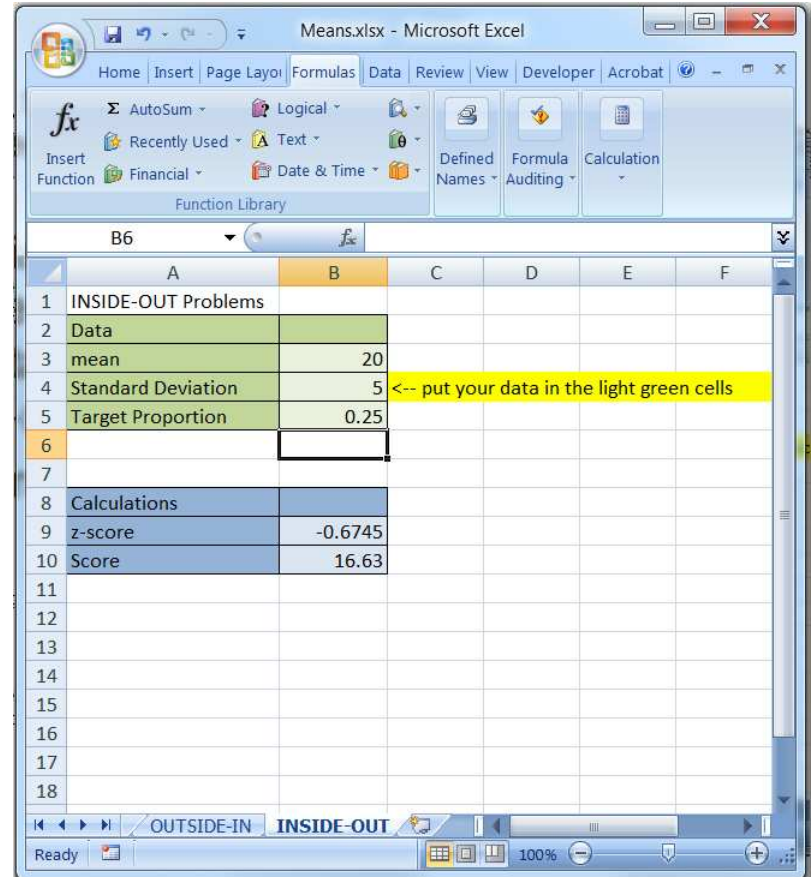 Means.xlsx - Microsoft Excel
Home Insert Page Layou Formulas Data Review View Developer Acrobat
fx Insert Function
Σ AutoSum
Recently Used
Financial
Logical
A Text
Date & Time
θ
Defined Names
Formula Auditing
Calculation
Function Library
B6 fx
A B C D E F
1 INSIDE-OUT Problems
2 Data
3 mean 20
4 Standard Deviation 5 <-- put your data in the light green cells
5 Target Proportion 0.25
6
7
8 Calculations
9 z-score -0.6745
10 Score 16.63
11
12
13
14
15
16
17
18
OUTSIDE-IN INSIDE-OUT
Ready 100%